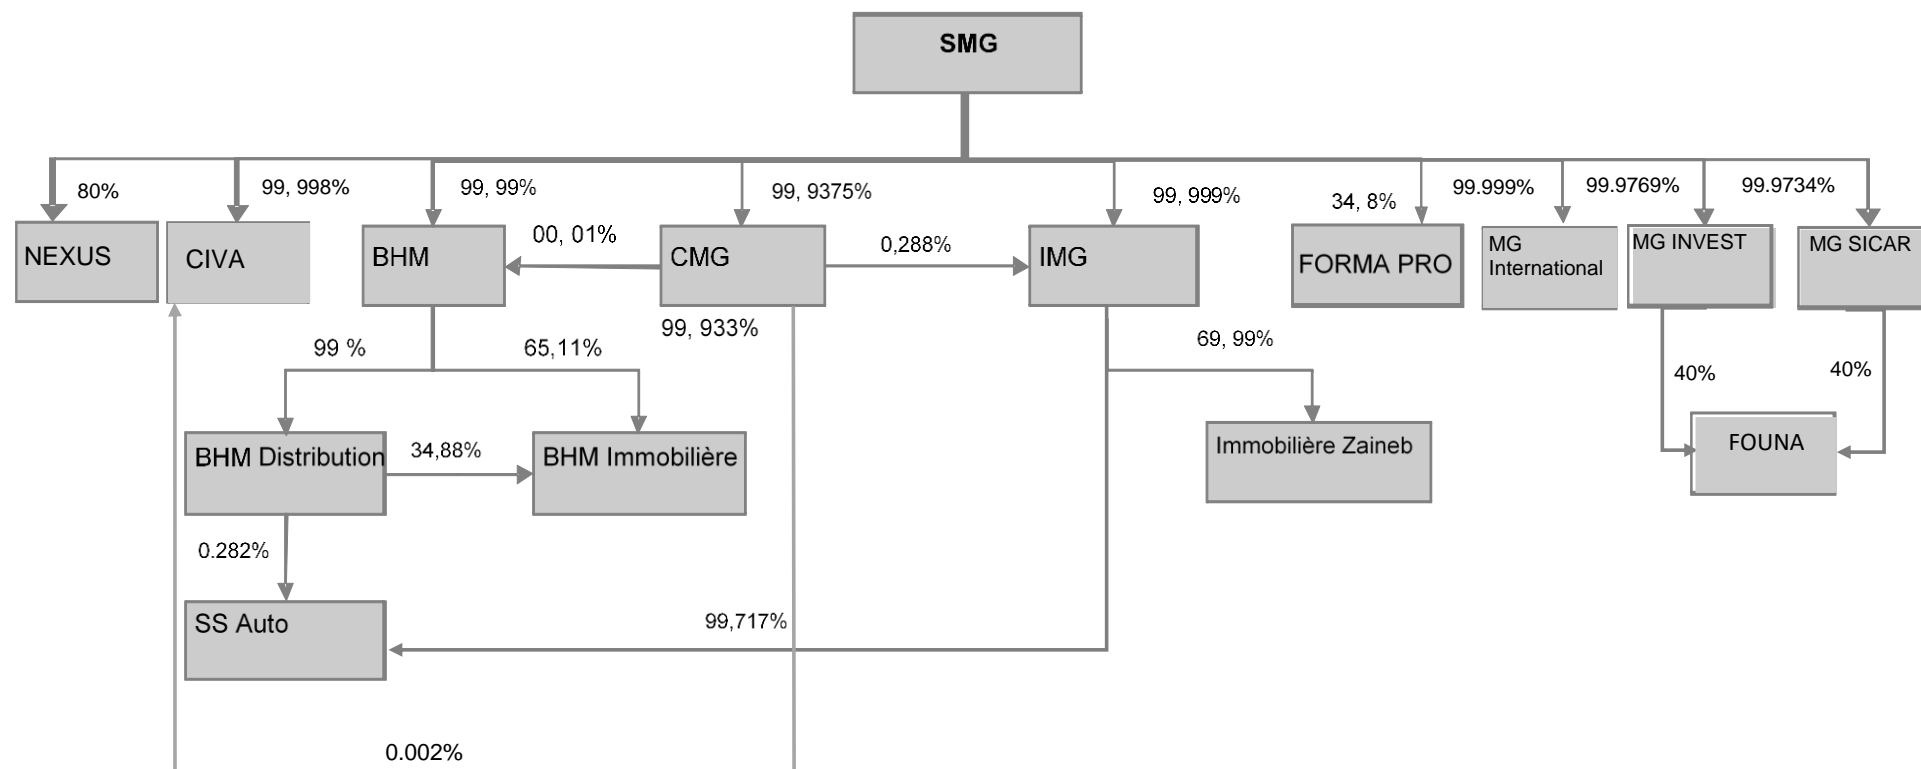 SMG
80%
99, 998%
99, 99%
99, 9375%
99, 999%
34, 8%
99.999%
99.9769%
99.9734%
NEXUS
CIVA
BHM
00, 01%
CMG
0,288%
IMG
FORMA PRO
MG
International
MG INVEST
MG SICAR
99, 933%
99 %
65,11%
69, 99%
40%
40%
BHM Distribution
34,88%
BHM Immobilière
Immobilière Zaineb
FOUNA
0.282%
SS Auto
99,717%
0.002%